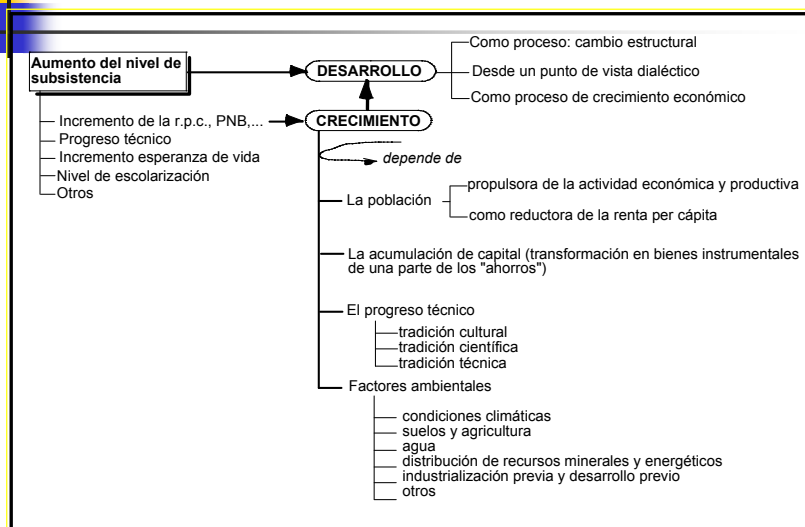 Aumento del nivel de
subsistencia
Incremento de la r.p.c., PNB,...
Progreso técnico
Incremento esperanza de vida
Nivel de escolarización
Otros
DESARROLLO
Como proceso: cambio estructural
Desde un punto de vista dialéctico
Como proceso de crecimiento económico
CRECIMIENTO
depende de
La población
propulsora de la actividad económica y productiva
como reductora de la renta per cápita
La acumulación de capital (transformación en bienes instrumentales
de una parte de los "ahorros")
El progreso técnico
tradición cultural
tradición científica
tradición técnica
Factores ambientales
condiciones climáticas
suelos y agricultura
agua
distribución de recursos minerales y energéticos
industrialización previa y desarrollo previo
otros